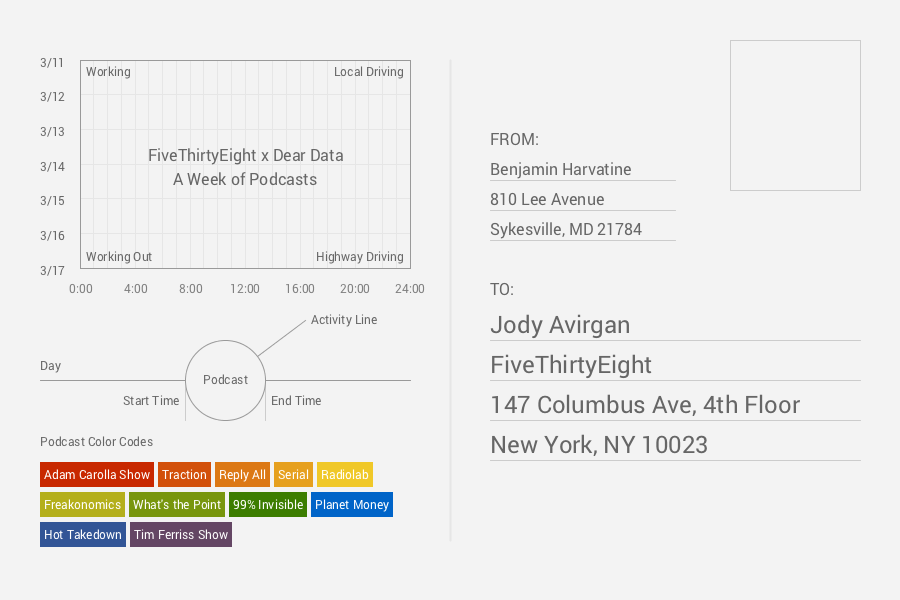 3/11
Working
Local Driving
3/12
3/13
FiveThirtyEight x Dear Data
3/14
A Week of Podcasts
3/15
3/16
Working Out
Highway Driving
3/17
0:00 4:00 8:00 12:00 16:00 20:00 24:00
Activity Line
Day
Podcast
Start Time
End Time
Podcast Color Codes
Adam Carolla Show Traction Reply All Serial Radiolab
Freakonomics What's the Point 99% Invisible Planet Money
Hot Takedown Tim Ferriss Show
FROM:
Benjamin Harvatine
810 Lee Avenue
Sykesville, MD 21784
TO:
Jody Avirgan
FiveThirtyEight
147 Columbus Ave, 4th Floor
New York, NY 10023